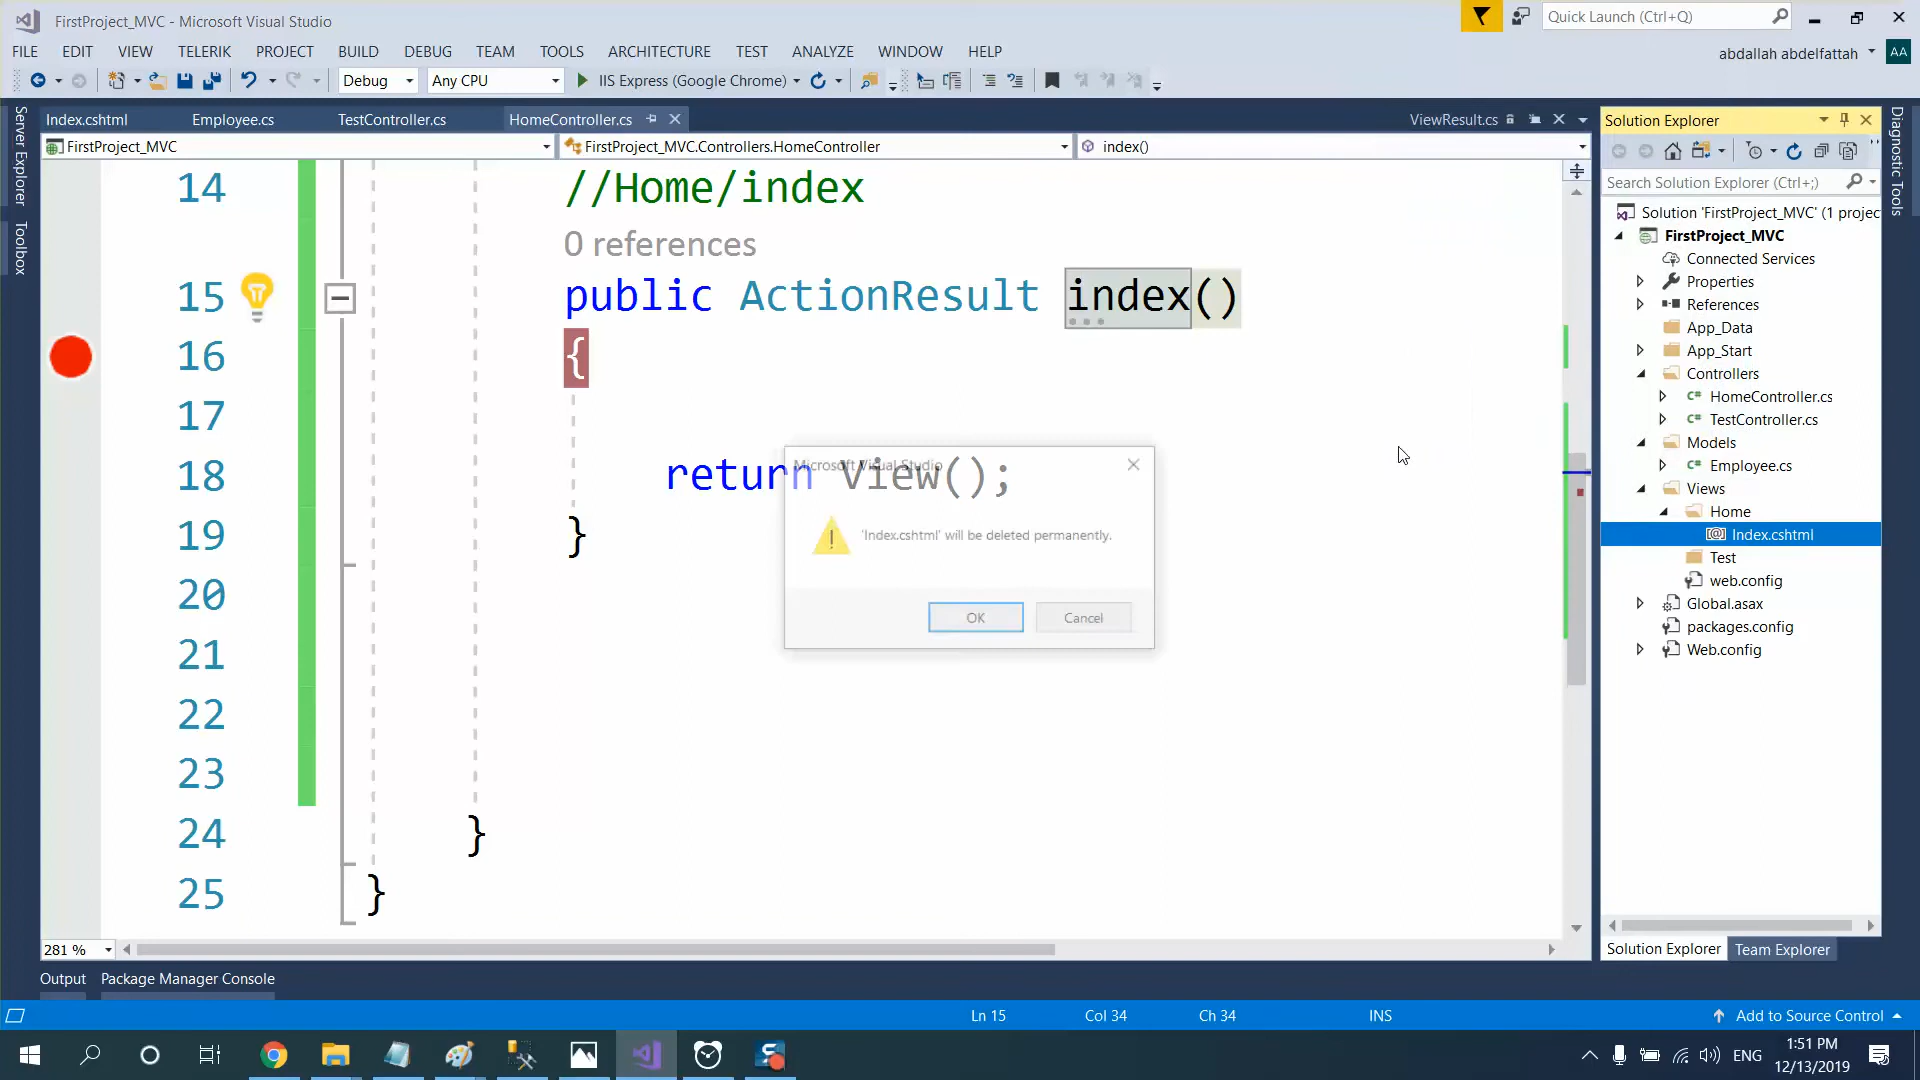 FirstProject_MVC - Microsoft Visual Studio
Quick Launch (Ctrl+Q)
FILE EDIT VIEW TELERIK PROJECT BUILD DEBUG TEAM TOOLS ARCHITECTURE TEST ANALYZE WINDOW HELP
abdallah abdelfattah AA
Debug Any CPU IIS Express (Google Chrome)
Server Explorer
Toolbox
Index.cshtml Employee.cs TestController.cs HomeController.cs ViewResult.cs
FirstProject_MVC FirstProject_MVC.Controllers.HomeController index()
14 //Home/index
0 references
15 public ActionResult index()
16 {
17
18 return View();
19 }
20
21
22
23
24 }
25 }
Microsoft Visual Studio
'Index.cshtml' will be deleted permanently.
OK Cancel
281 %
Solution Explorer
Search Solution Explorer (Ctrl+;)
Solution 'FirstProject_MVC' (1 projec
FirstProject_MVC
Connected Services
Properties
References
App_Data
App_Start
Controllers
C# HomeController.cs
C# TestController.cs
Models
C# Employee.cs
Views
Home
[@] Index.cshtml
Test
web.config
Global.asax
packages.config
Web.config
Solution Explorer Team Explorer
Diagnostic Tools
Output Package Manager Console
Ln 15 Col 34 Ch 34 INS Add to Source Control
ENG 1:51 PM
12/13/2019